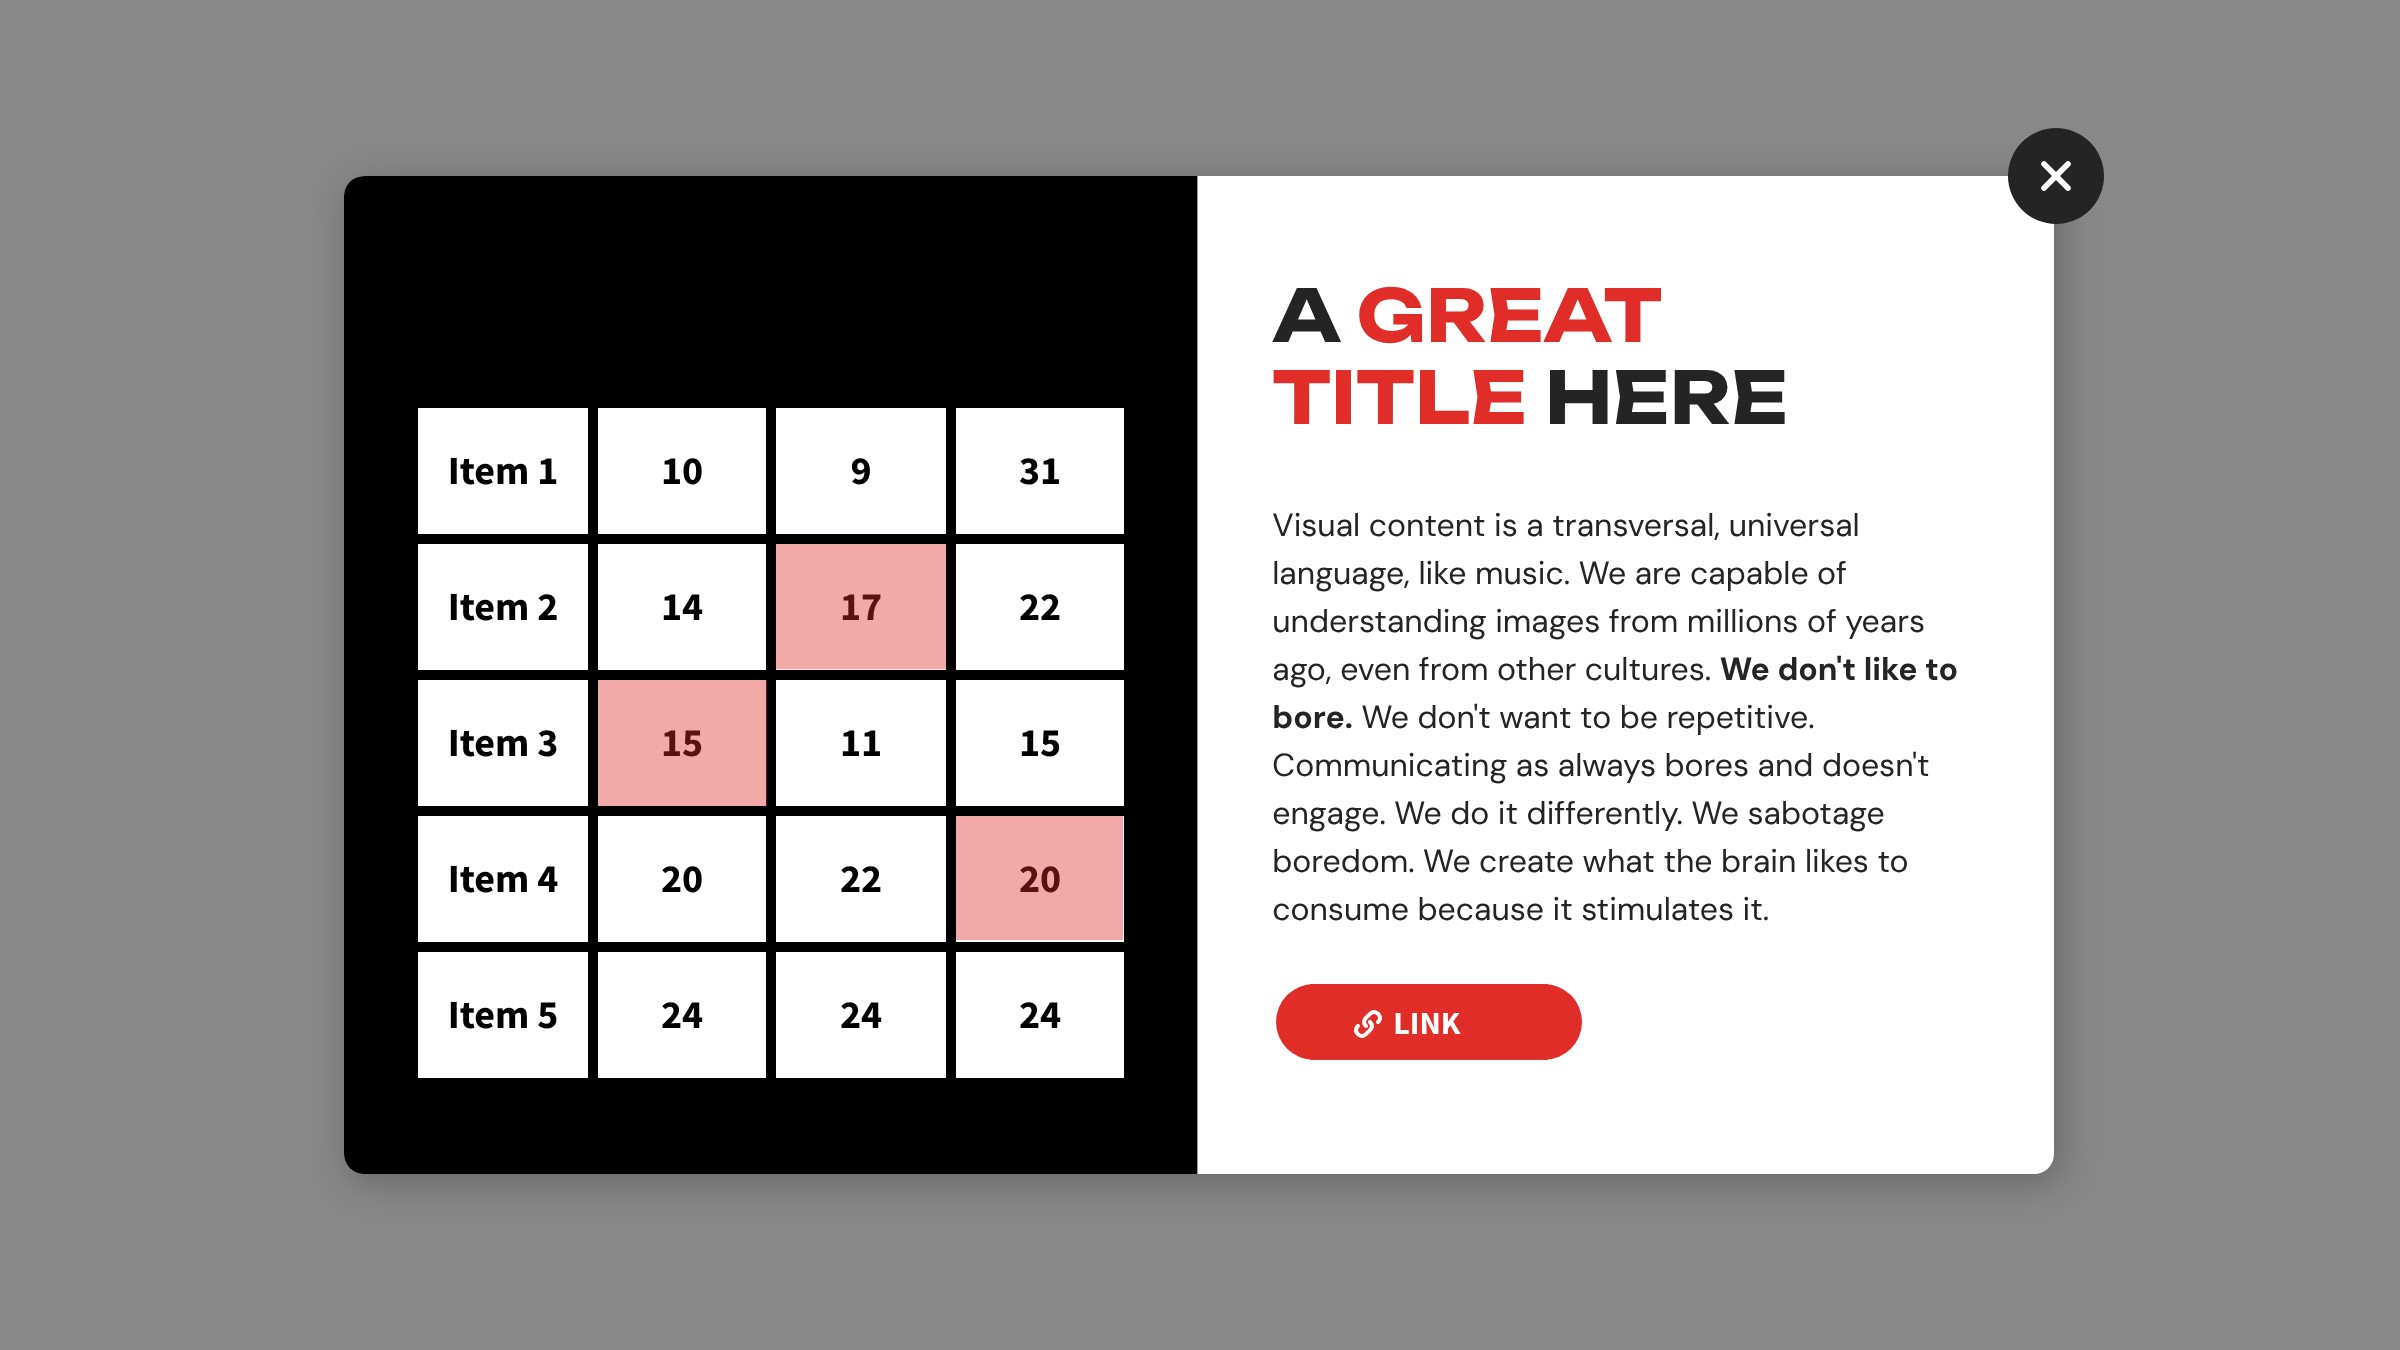 Item 1 10 9 31
Item 2 14 17 22
Item 3 15 11 15
Item 4 20 22 20
Item 5 24 24 24
A GREAT
TITLE HERE
Visual content is a transversal, universal
language, like music. We are capable of
understanding images from millions of years
ago, even from other cultures. We don't like to
bore. We don't want to be repetitive.
Communicating as always bores and doesn't
engage. We do it differently. We sabotage
boredom. We create what the brain likes to
consume because it stimulates it.
LINK